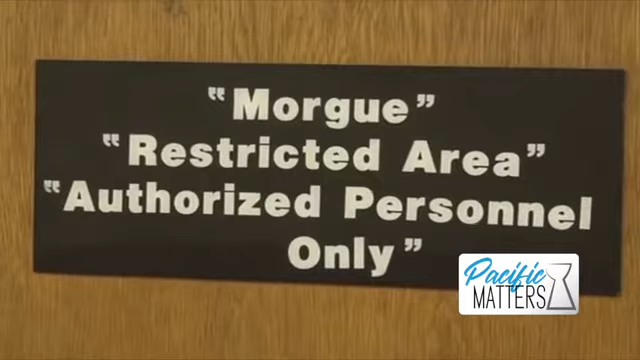 "Morgue"
"Restricted Area"
"Authorized Personnel
Only"
Pacific
MATTERS